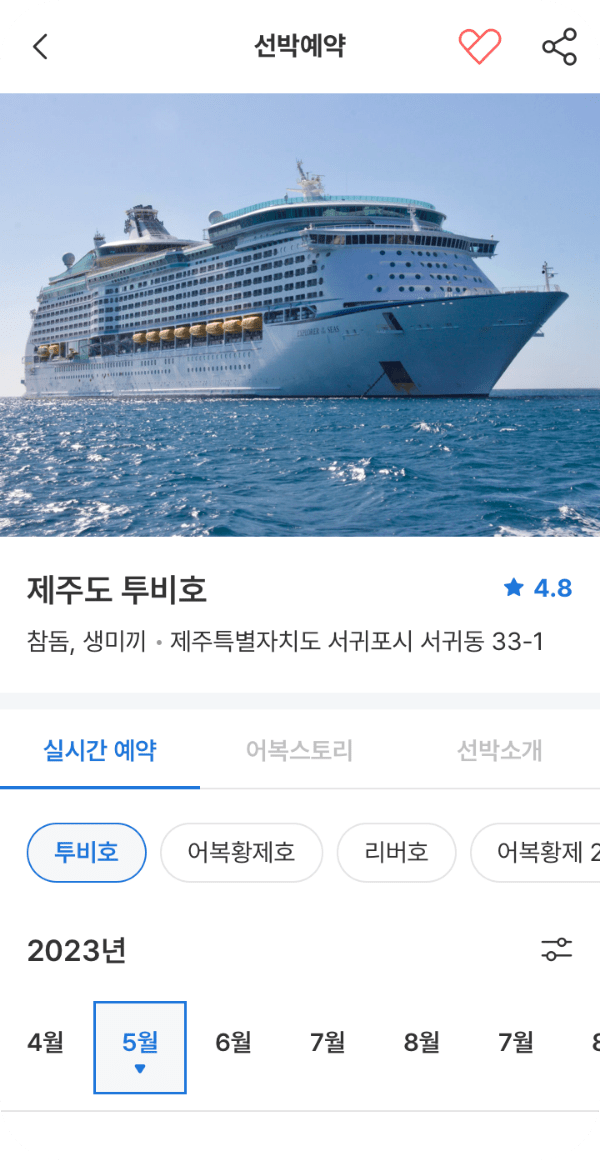 선박예약
EXPLORER OF THE SEAS
제주도 투비호
4.8
참돔, 생미끼 • 제주특별자치도 서귀포시 서귀동 33-1
실시간 예약 어복스토리 선박소개
투비호 어복황제호 리버호 어복황제 2
2023년
4월 5월 6월 7월 8월 7월 8